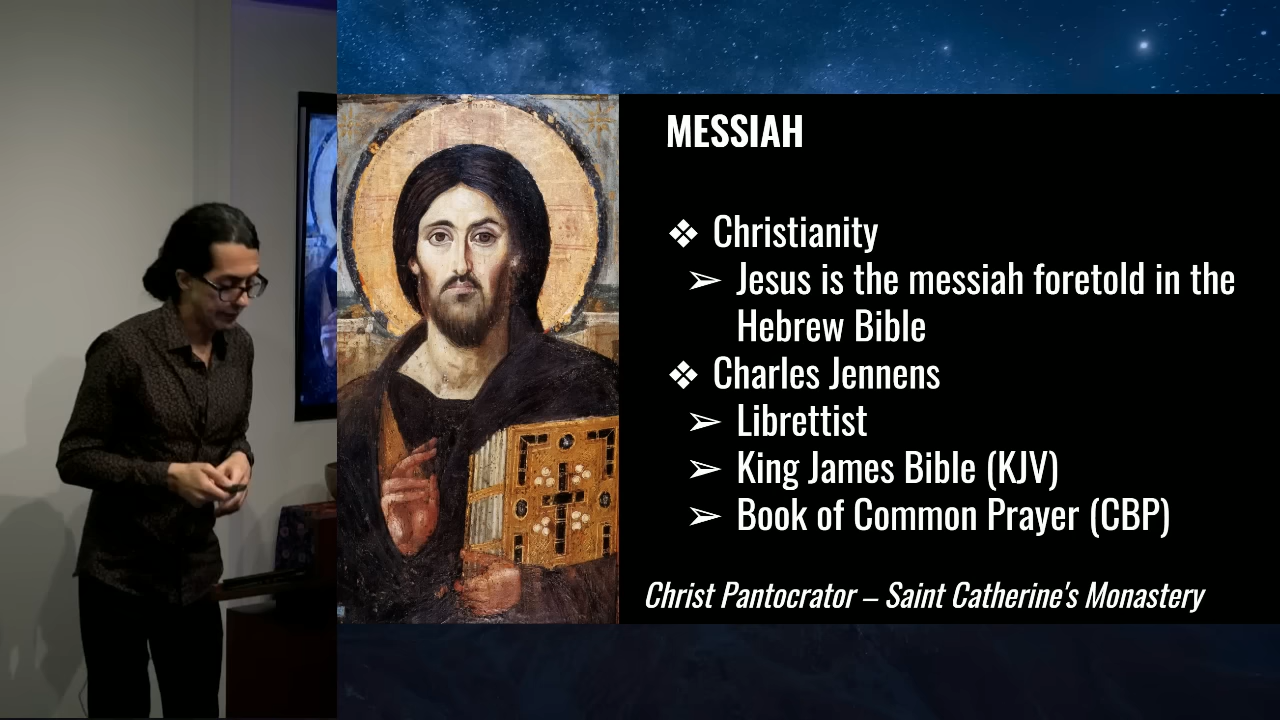 MESSIAH
❖ Christianity
➢ Jesus is the messiah foretold in the
Hebrew Bible
❖ Charles Jennens
➢ Librettist
➢ King James Bible (KJV)
➢ Book of Common Prayer (CBP)
Christ Pantocrator – Saint Catherine's Monastery